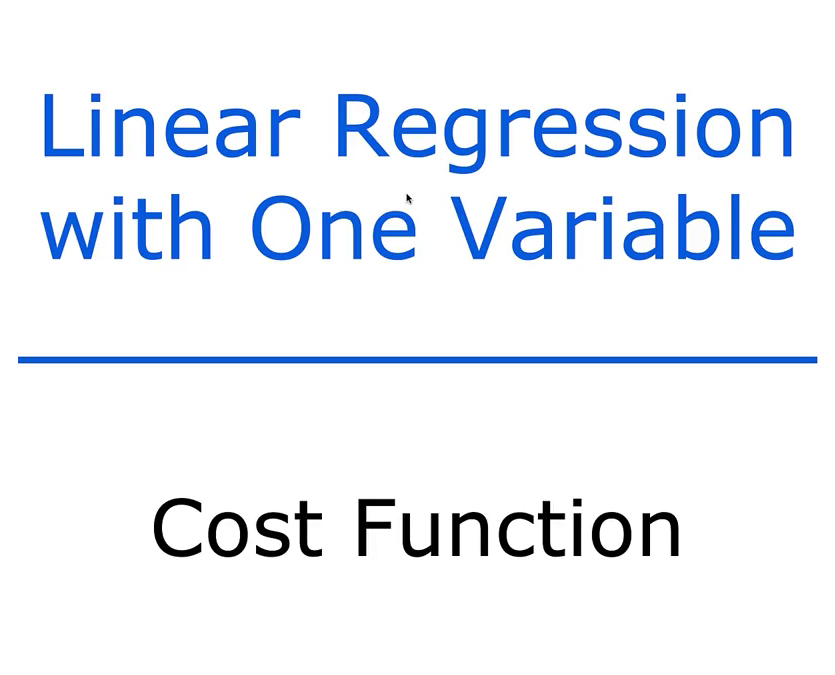 Linear Regression
with One Variable
Cost Function